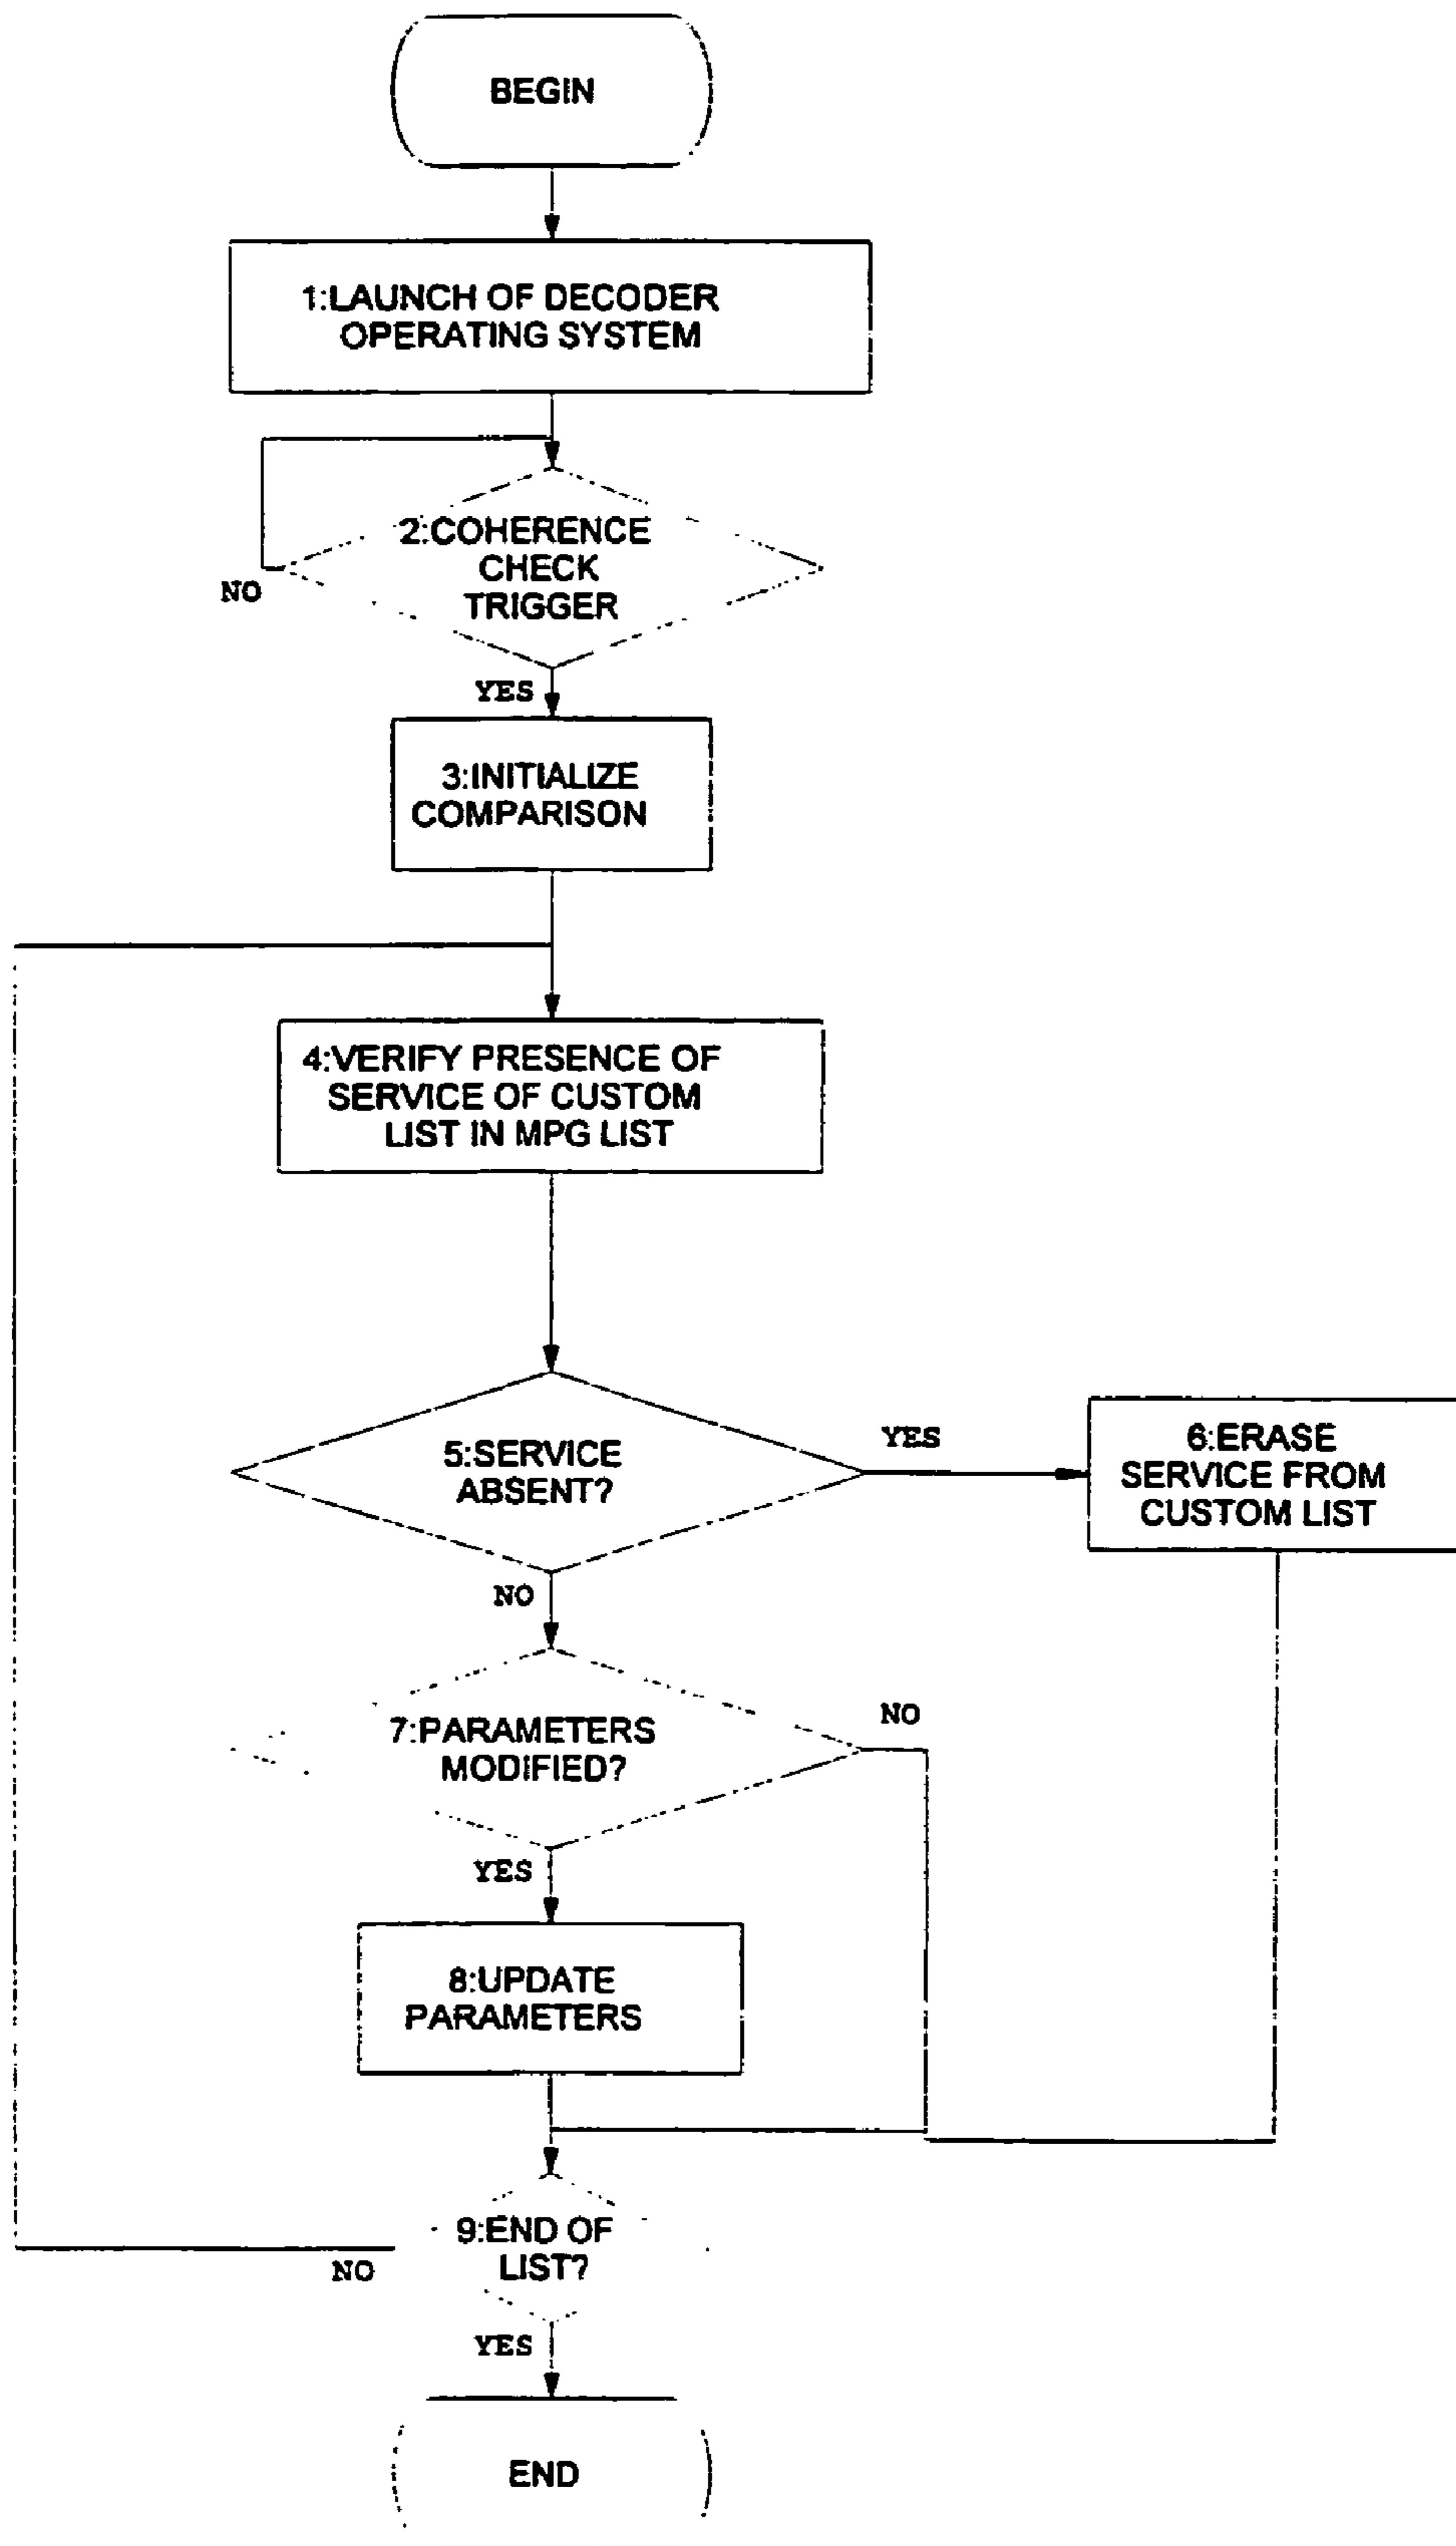 BEGIN
1:LAUNCH OF DECODER
OPERATING SYSTEM
2:COHERENCE
CHECK
TRIGGER
NO
YES
3:INITIALIZE
COMPARISON
4:VERIFY PRESENCE OF
SERVICE OF CUSTOM
LIST IN MPG LIST
5:SERVICE
ABSENT?
YES
6:ERASE
SERVICE FROM
CUSTOM LIST
NO
7:PARAMETERS
MODIFIED?
NO
YES
8:UPDATE
PARAMETERS
9:END OF
LIST?
NO
YES
END